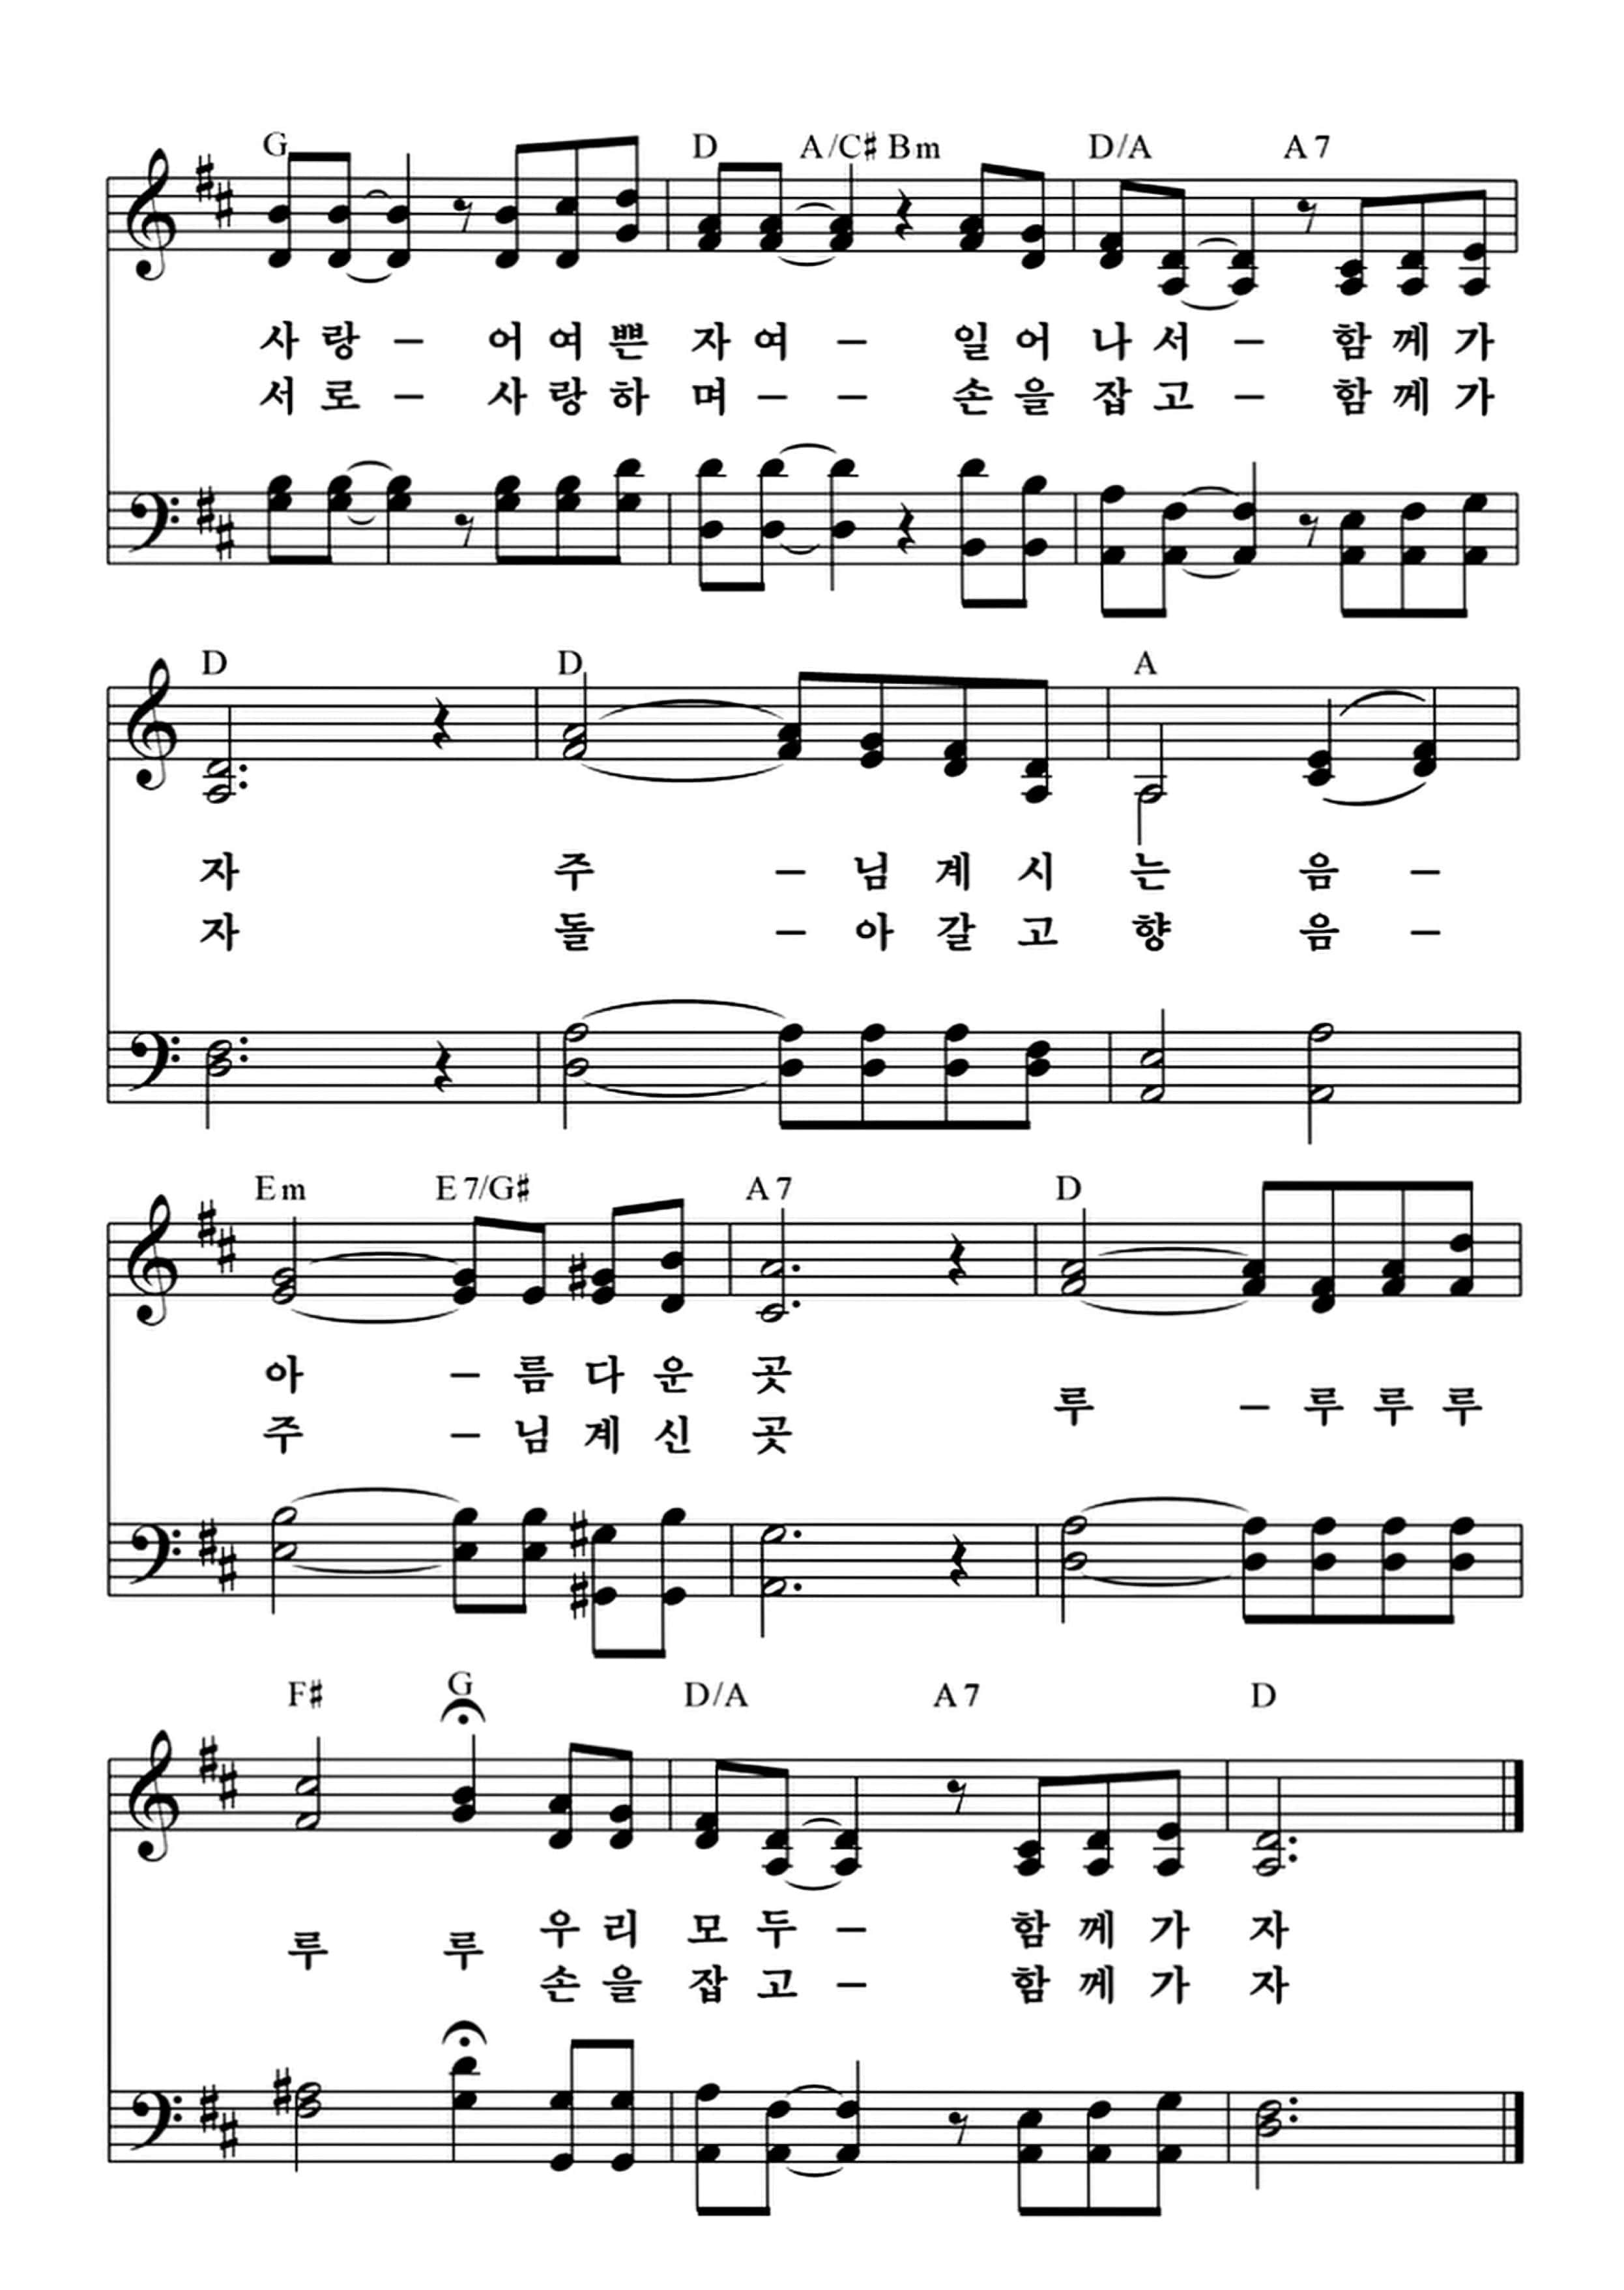 G D A/C♯ Bm D/A A7
사 랑 – 어 여 쁜 자 여 – 일 어 나 서 – 함 께 가
서 로 – 사 랑 하 며 – – 손 을 잡 고 – 함 께 가
D D A
자 주 – 님 계 시 는 음 –
자 돌 – 아 갈 고 향 음 –
Em E7/G♯ A7 D
아 – 름 다 운 곳
루 – 루 루 루
주 – 님 계 신 곳
F♯ G D/A A7 D
우 리 모 두 – 함 께 가 자
루 루
손 을 잡 고 – 함 께 가 자